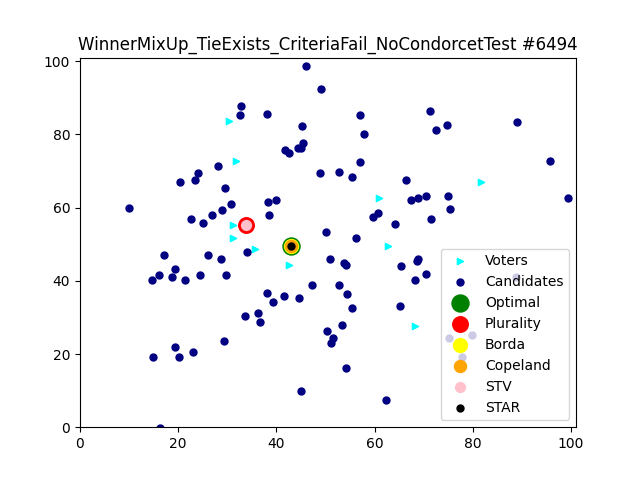 WinnerMixUp_TieExists_CriteriaFail_NoCondorcetTest #6494
100
80
60
40
20
0
0
20
40
60
80
100
Voters
Candidates
Optimal
Plurality
Borda
Copeland
STV
STAR